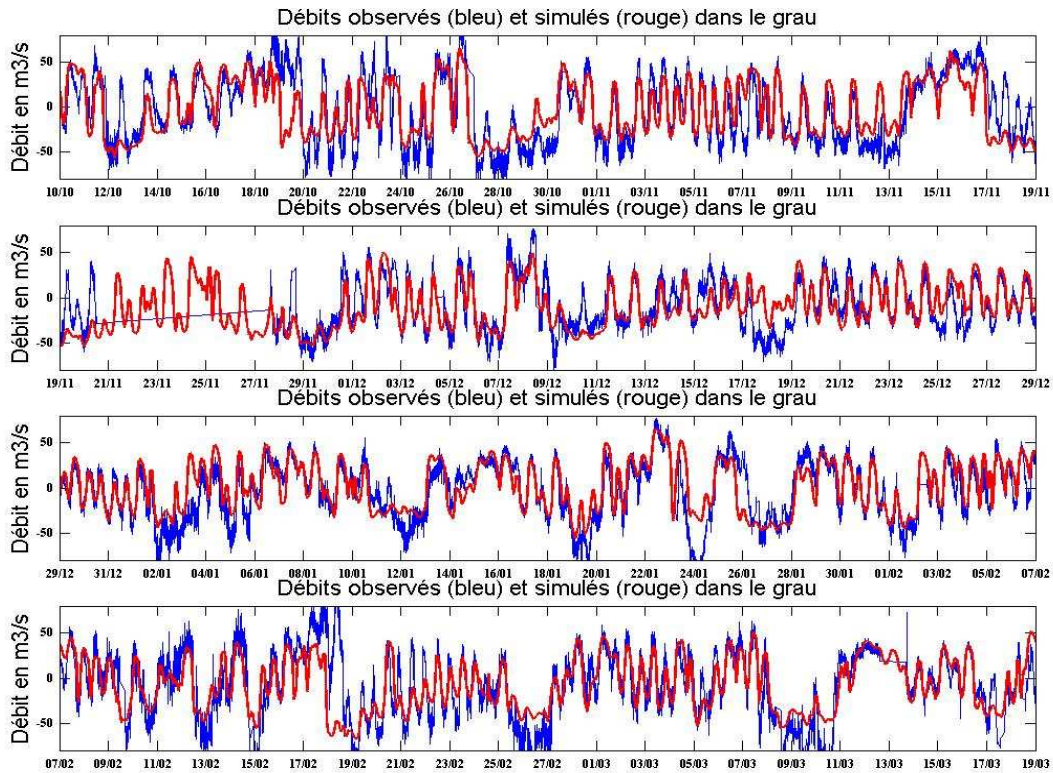 Débits observés (bleu) et simulés (rouge) dans le grau
Débit en m3/s
50
0
-50
10/10 12/10 14/10 16/10 18/10 20/10 22/10 24/10 26/10 28/10 30/10 01/11 03/11 05/11 07/11 09/11 11/11 13/11 15/11 17/11 19/11
Débits observés (bleu) et simulés (rouge) dans le grau
Débit en m3/s
50
0
-50
19/11 21/11 23/11 25/11 27/11 29/11 01/12 03/12 05/12 07/12 09/12 11/12 13/12 15/12 17/12 19/12 21/12 23/12 25/12 27/12 29/12
Débits observés (bleu) et simulés (rouge) dans le grau
Débit en m3/s
50
0
-50
29/12 31/12 02/01 04/01 06/01 08/01 10/01 12/01 14/01 16/01 18/01 20/01 22/01 24/01 26/01 28/01 30/01 01/02 03/02 05/02 07/02
Débits observés (bleu) et simulés (rouge) dans le grau
Débit en m3/s
50
0
-50
07/02 09/02 11/02 13/02 15/02 17/02 19/02 21/02 23/02 25/02 27/02 01/03 03/03 05/03 07/03 09/03 11/03 13/03 15/03 17/03 19/03